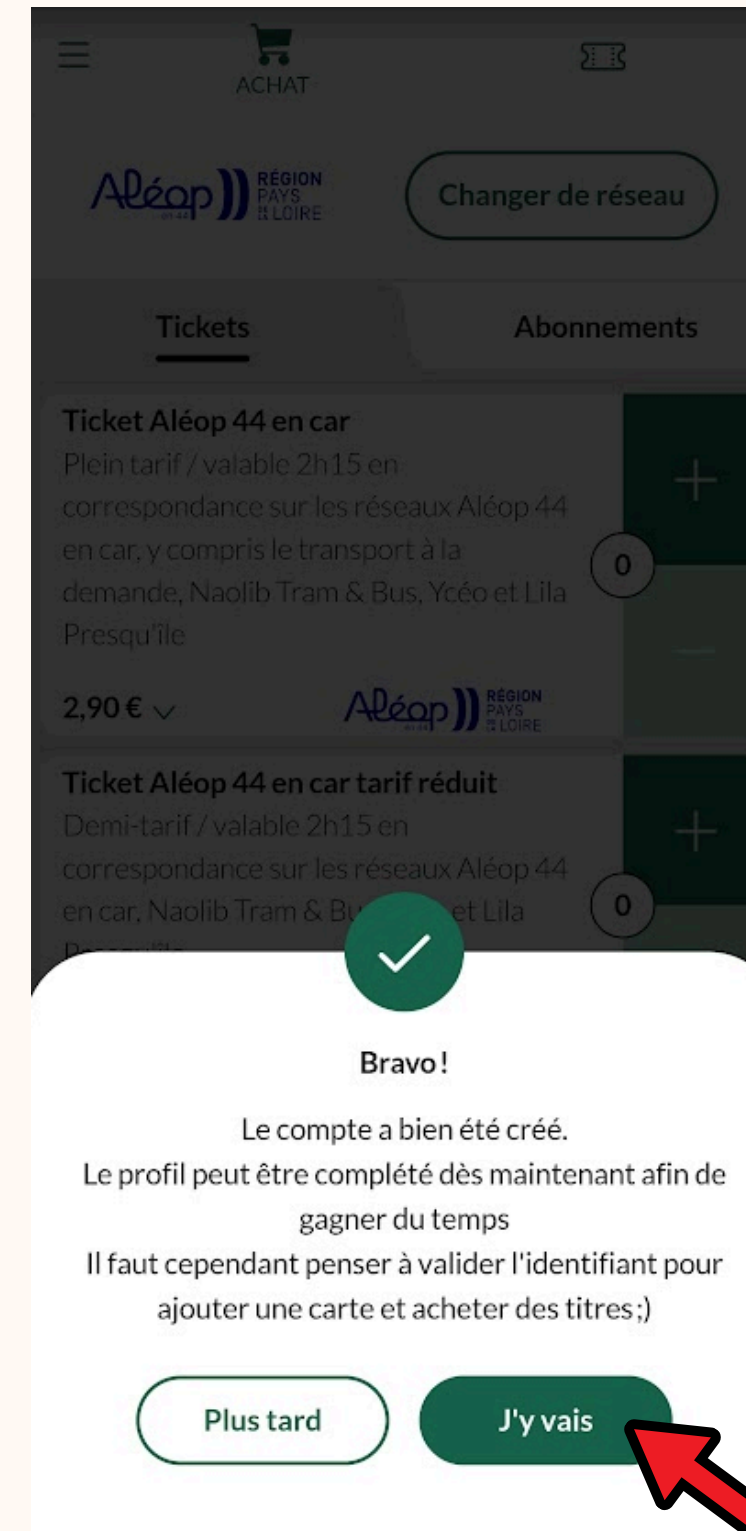 ACHAT
Aléop RÉGION
PAYS
DE LA LOIRE
en 44
Changer de réseau
Tickets
Abonnements
Ticket Aléop 44 en car
Plein tarif / valable 2h15 en
correspondance sur les réseaux Aléop 44
en car, y compris le transport à la
demande, Naolib Tram & Bus, Ycéo et Lila
Presqu'île
0
2,90 €
Aléop RÉGION
PAYS
DE LA LOIRE
en 44
Ticket Aléop 44 en car tarif réduit
Demi-tarif / valable 2h15 en
correspondance sur les réseaux Aléop 44
en car, Naolib Tram & et Lila
0
Bravo !
Le compte a bien été créé.
Le profil peut être complété dès maintenant afin de
gagner du temps
Il faut cependant penser à valider l'identifiant pour
ajouter une carte et acheter des titres ;)
Plus tard
J'y vais